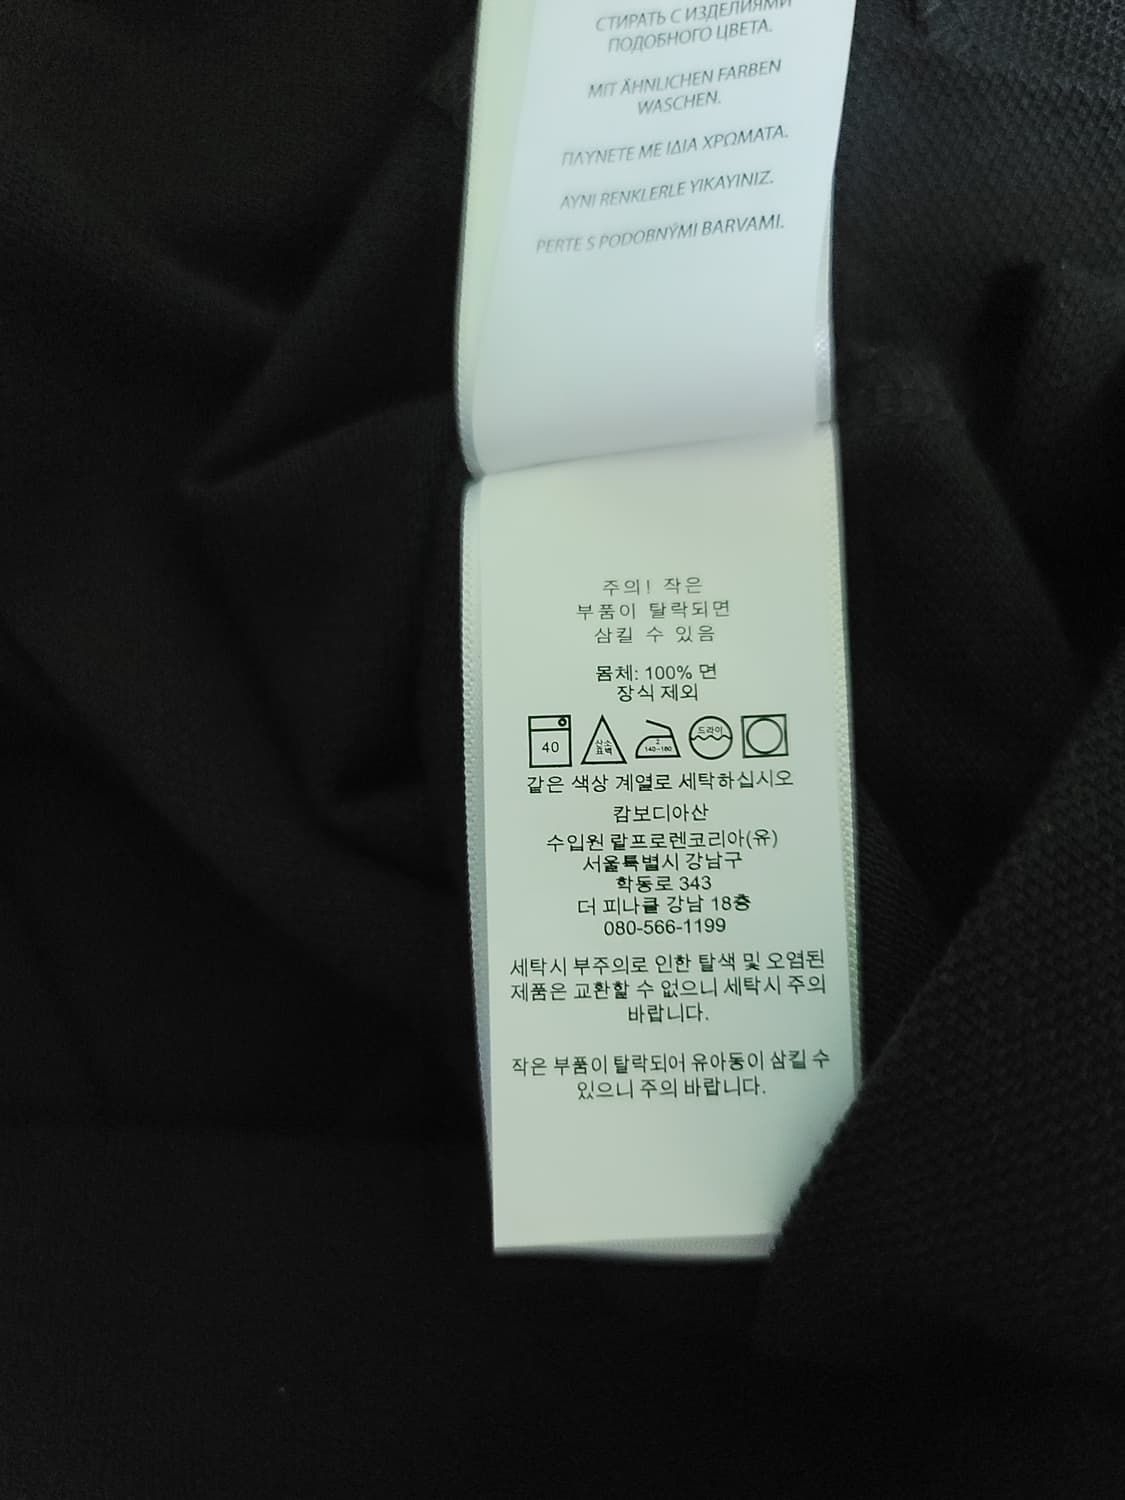 СТИРАТЬ С ИЗДЕЛИЯМИ
ПОДОБНОГО ЦВЕТА.
MIT ÄHNLICHEN FARBEN
WASCHEN.
ΠΛΥΝΕΤΕ ΜΕ ΙΔΙΑ ΧΡΩΜΑΤΑ.
AYNI RENKLERLE YIKAYINIZ.
PERTE S PODOBNÝMI BARVAMI.
주의! 작은
부품이 탈락되면
삼킬 수 있음
몸체: 100% 면
장식 제외
40
산소
표백
2
140~160
드라이
같은 색상 계열로 세탁하십시오
캄보디아산
수입원 랄프로렌코리아(유)
서울특별시 강남구
학동로 343
더 피나클 강남 18층
080-566-1199
세탁시 부주의로 인한 탈색 및 오염된
제품은 교환할 수 없으니 세탁시 주의
바랍니다.
작은 부품이 탈락되어 유아동이 삼킬 수
있으니 주의 바랍니다.